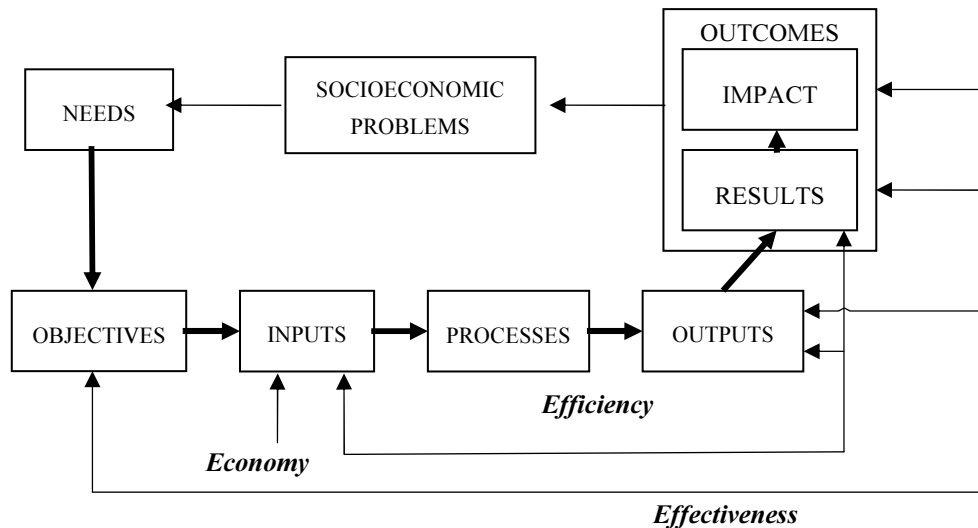 OUTCOMES
IMPACT
SOCIOECONOMIC
PROBLEMS
NEEDS
RESULTS
OBJECTIVES
INPUTS
PROCESSES
OUTPUTS
Efficiency
Economy
Effectiveness